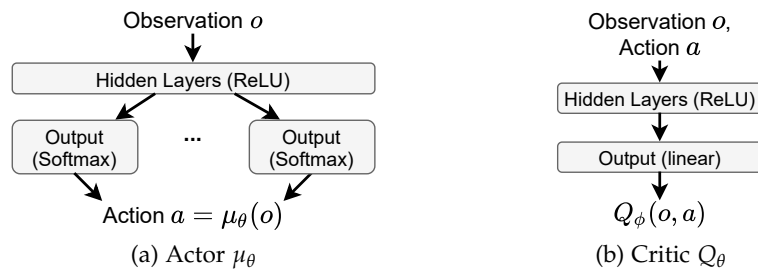 Observation o
Hidden Layers (ReLU)
Output
(Softmax)
...
Output
(Softmax)
Action a = μ_θ(o)
(a) Actor μ_θ
Observation o,
Action a
Hidden Layers (ReLU)
Output (linear)
Q_ϕ(o, a)
(b) Critic Q_θ